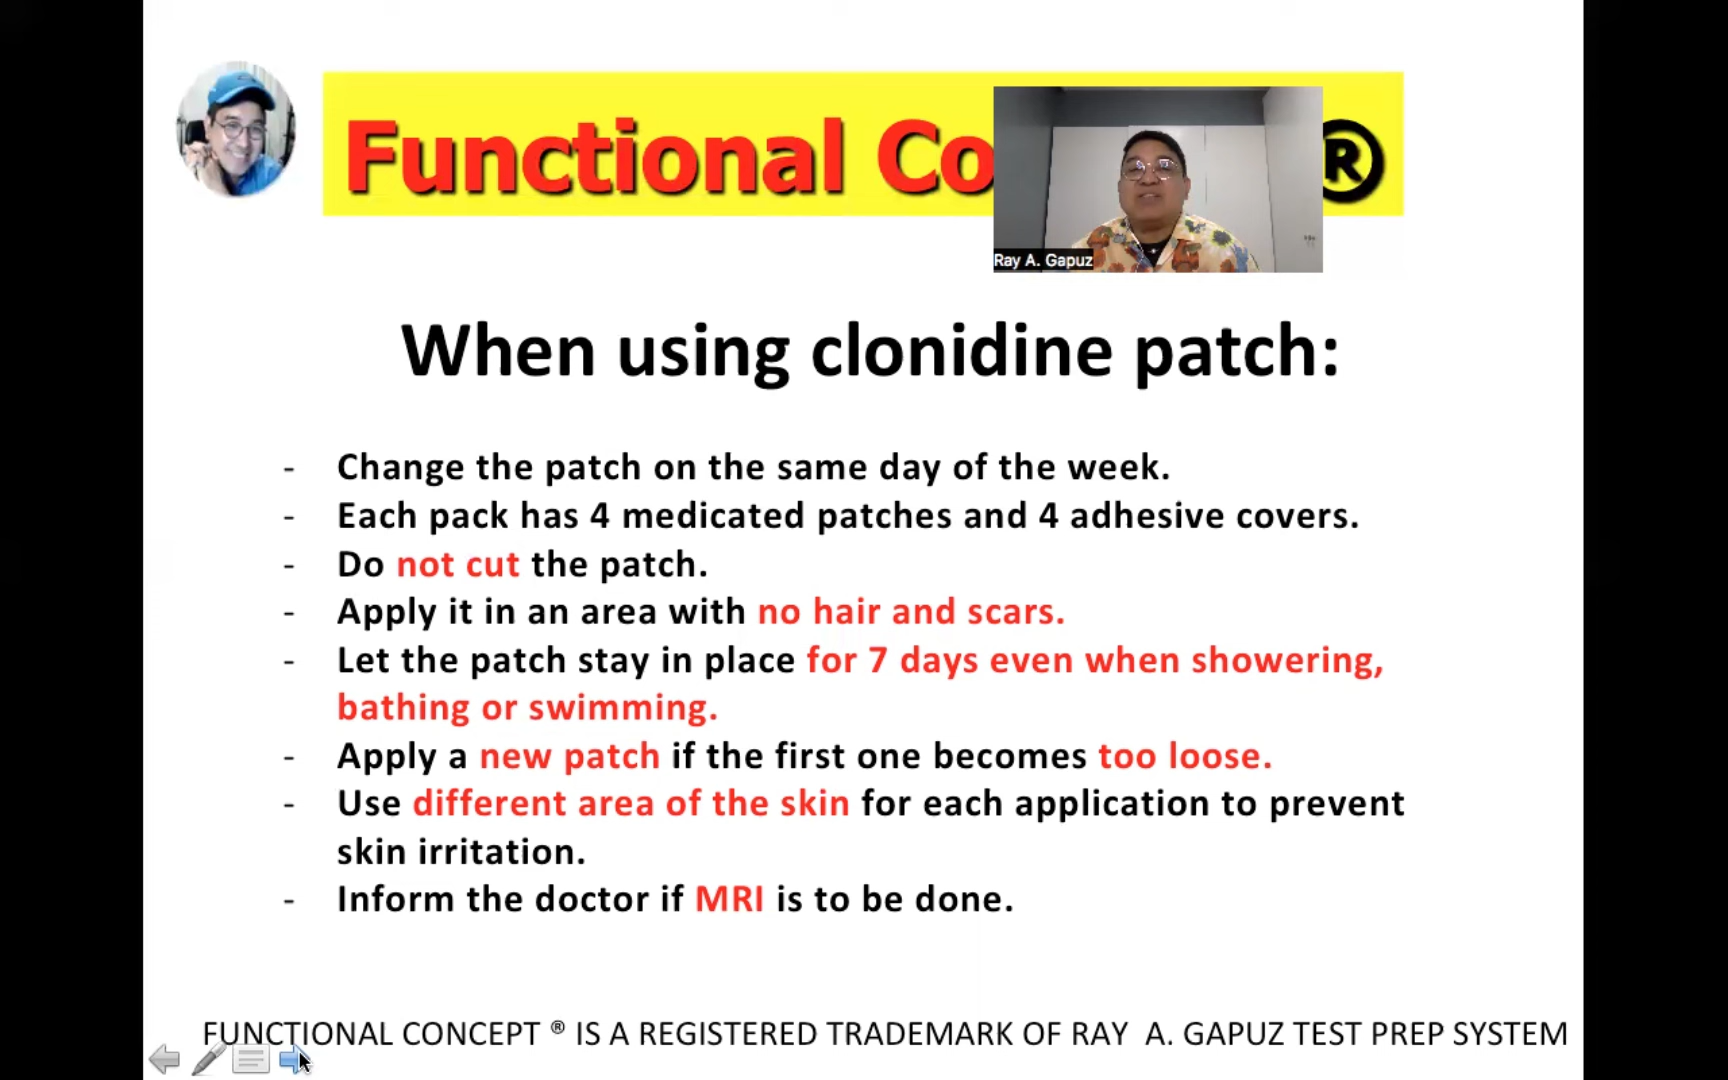 Functional Co ®
Ray A. Gapuz
When using clonidine patch:
- Change the patch on the same day of the week.
- Each pack has 4 medicated patches and 4 adhesive covers.
- Do not cut the patch.
- Apply it in an area with no hair and scars.
- Let the patch stay in place for 7 days even when showering,
bathing or swimming.
- Apply a new patch if the first one becomes too loose.
- Use different area of the skin for each application to prevent
skin irritation.
- Inform the doctor if MRI is to be done.
FUNCTIONAL CONCEPT ® IS A REGISTERED TRADEMARK OF RAY A. GAPUZ TEST PREP SYSTEM